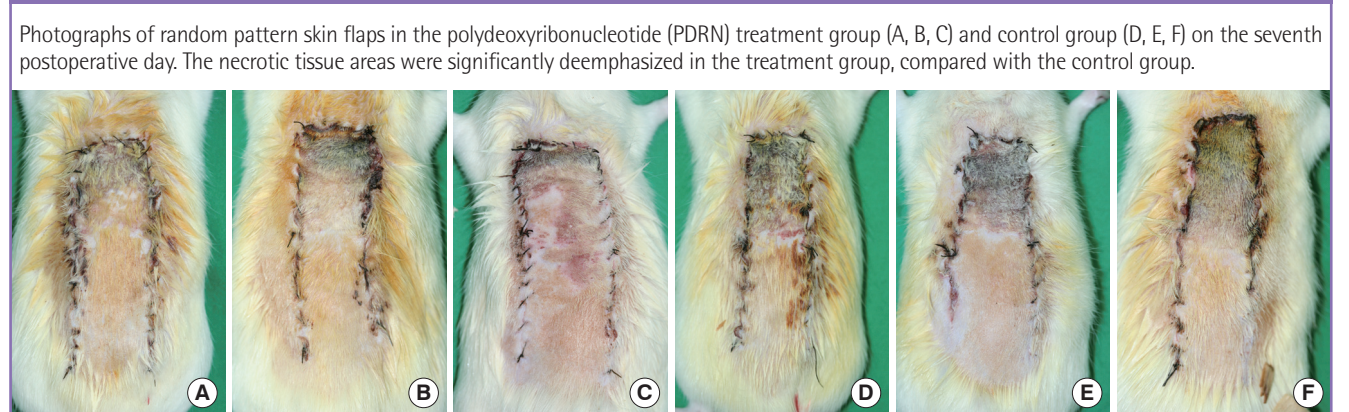 Photographs of random pattern skin flaps in the polydeoxyribonucleotide (PDRN) treatment group (A, B, C) and control group (D, E, F) on the seventh
postoperative day. The necrotic tissue areas were significantly deemphasized in the treatment group, compared with the control group.
A B C D E F